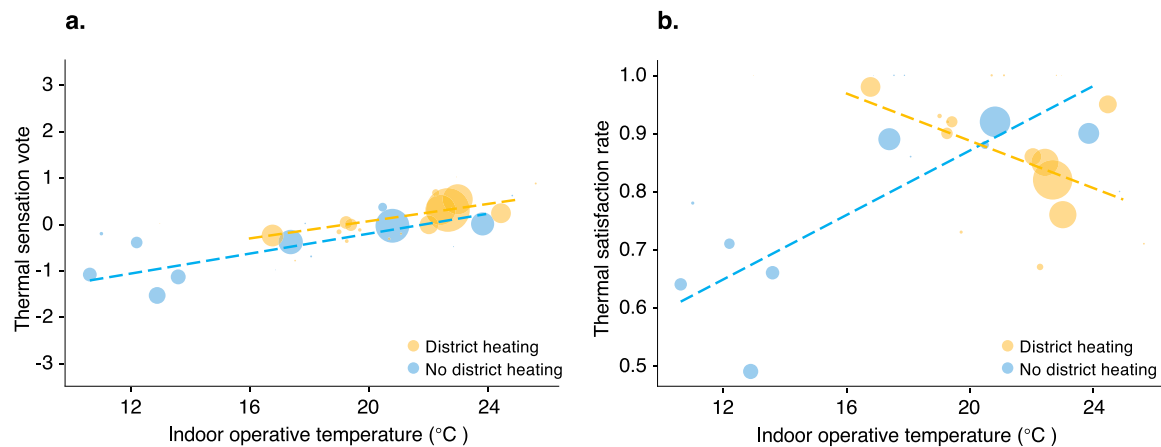 a.
Thermal sensation vote
3
2
1
0
-1
-2
-3
District heating
No district heating
12
16
20
24
Indoor operative temperature (°C )
b.
Thermal satisfaction rate
1.0
0.9
0.8
0.7
0.6
0.5
District heating
No district heating
12
16
20
24
Indoor operative temperature (°C )